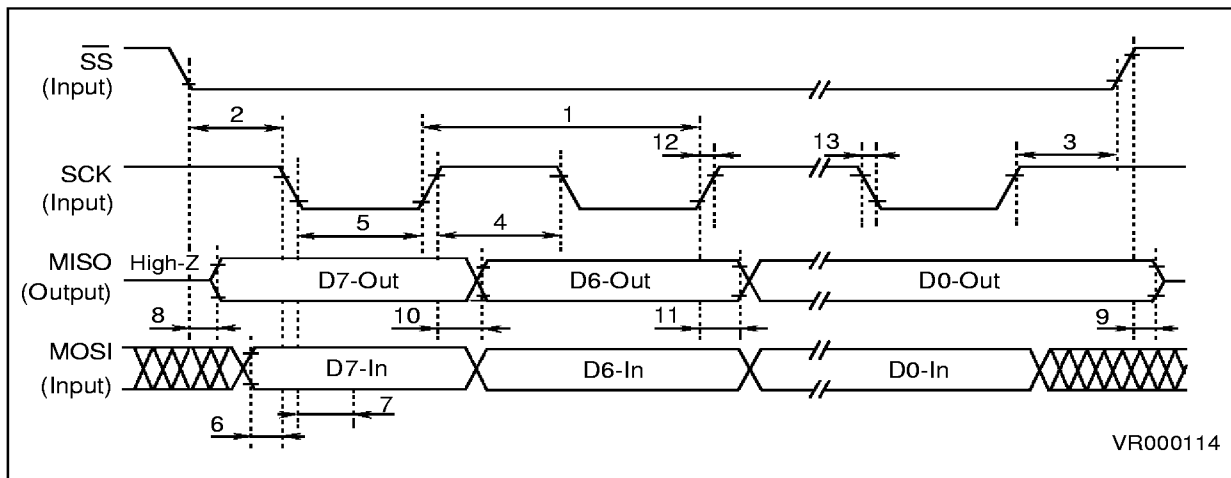 SS
(Input)
2
1
12
13
3
SCK
(Input)
5
4
MISO
(Output)
High-Z
D7-Out
D6-Out
D0-Out
8
10
11
9
MOSI
(Input)
D7-In
D6-In
D0-In
6
7
VR000114